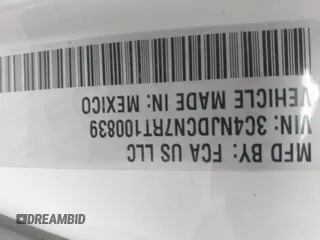 MFD BY: FCA US LLC
VIN: 3C4NJDCN7RT100839
VEHICLE MADE IN: MEXICO
DREAMBID